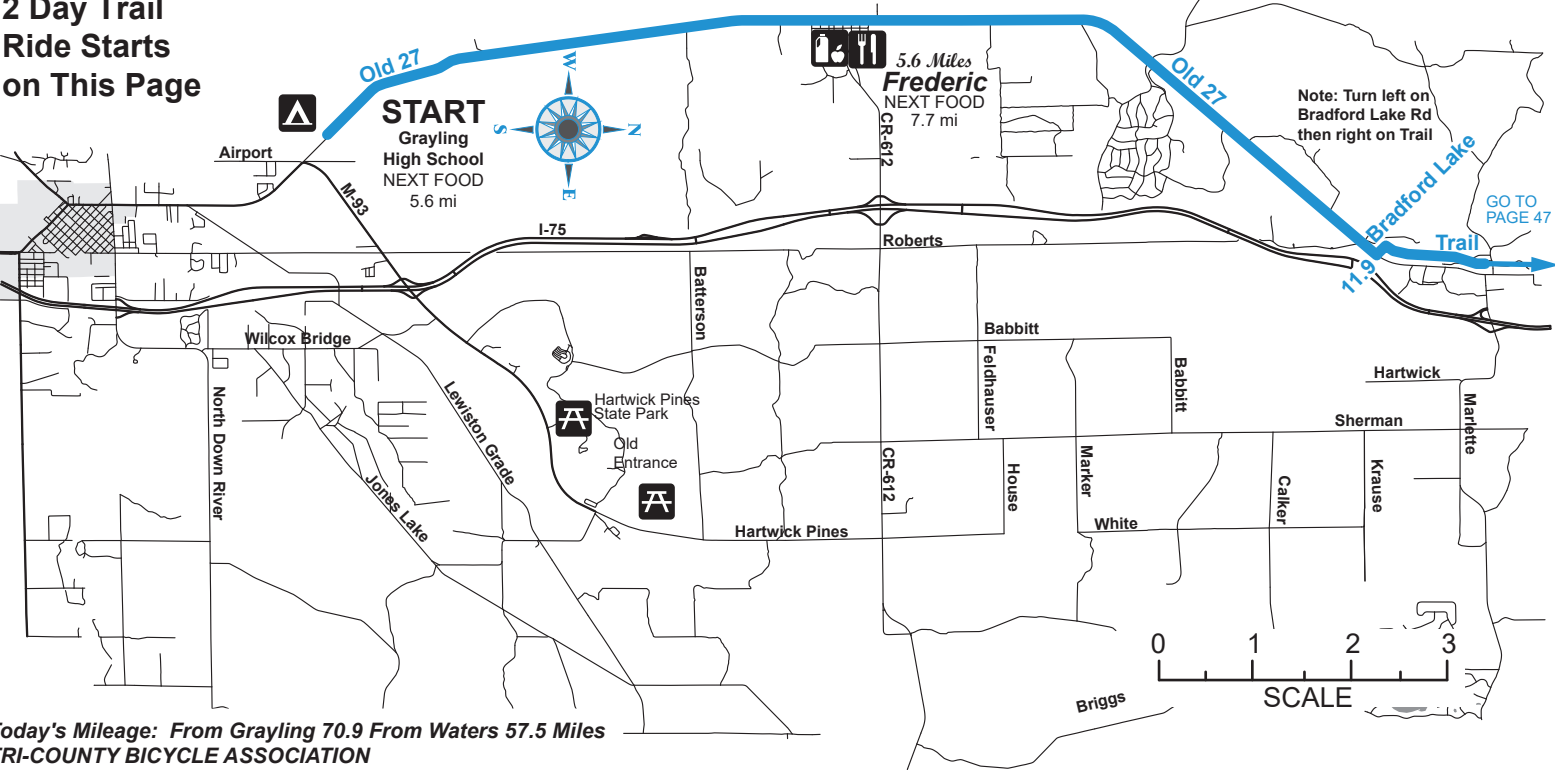 2 Day Trail
Ride Starts
on This Page
Old 27
START
Grayling
High School
NEXT FOOD
5.6 mi
W
S
N
E
5.6 Miles
Frederic
NEXT FOOD
7.7 mi
CR-612
Old 27
Note: Turn left on
Bradford Lake Rd
then right on Trail
Bradford Lake
GO TO
PAGE 47
Trail
11.9
Airport
M-93
I-75
Roberts
Batterson
Wilcox Bridge
Babbitt
Feldhauser
Babbitt
Hartwick
Marlette
North Down River
Lewiston Grade
Hartwick Pines
State Park
Old
Entrance
Sherman
Jones Lake
CR-612
House
Marker
Calker
Krause
Hartwick Pines
White
Briggs
0 1 2 3
SCALE
Today's Mileage: From Grayling 70.9 From Waters 57.5 Miles
TRI-COUNTY BICYCLE ASSOCIATION